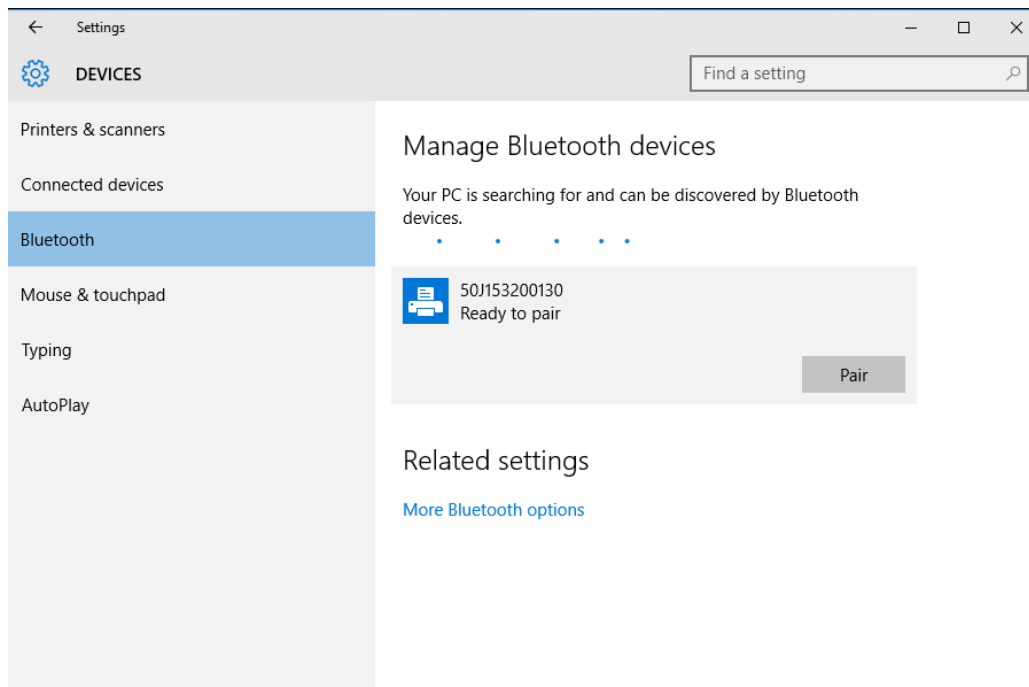 Settings
DEVICES
Find a setting
Printers & scanners
Connected devices
Bluetooth
Mouse & touchpad
Typing
AutoPlay
Manage Bluetooth devices
Your PC is searching for and can be discovered by Bluetooth
devices.
50J153200130
Ready to pair
Pair
Related settings
More Bluetooth options